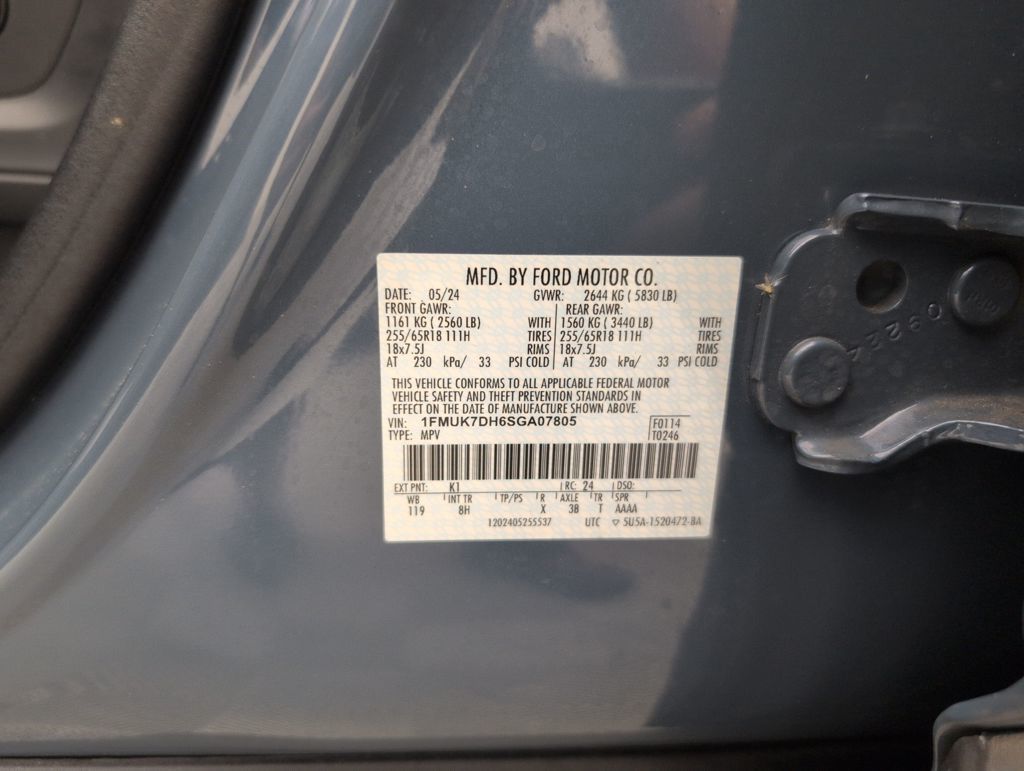 MFD. BY FORD MOTOR CO.
DATE: 05/24 GVWR: 2644 KG ( 5830 LB)
FRONT GAWR: REAR GAWR:
1161 KG ( 2560 LB) WITH 1560 KG ( 3440 LB) WITH
255/65R18 111H TIRES 255/65R18 111H TIRES
18x7.5J RIMS 18x7.5J RIMS
AT 230 kPa/ 33 PSI COLD AT 230 kPa/ 33 PSI COLD
THIS VEHICLE CONFORMS TO ALL APPLICABLE FEDERAL MOTOR
VEHICLE SAFETY AND THEFT PREVENTION STANDARDS IN
EFFECT ON THE DATE OF MANUFACTURE SHOWN ABOVE.
VIN: 1FMUK7DH6SGA07805 F0114
TYPE: MPV T0246
EXT PNT: K1 RC: 24 DSO:
WB INT TR TP/PS R AXLE TR SPR
119 8H X 38 T AAAA
1202405255537 UTC ▽ 5U5A-1520472-BA